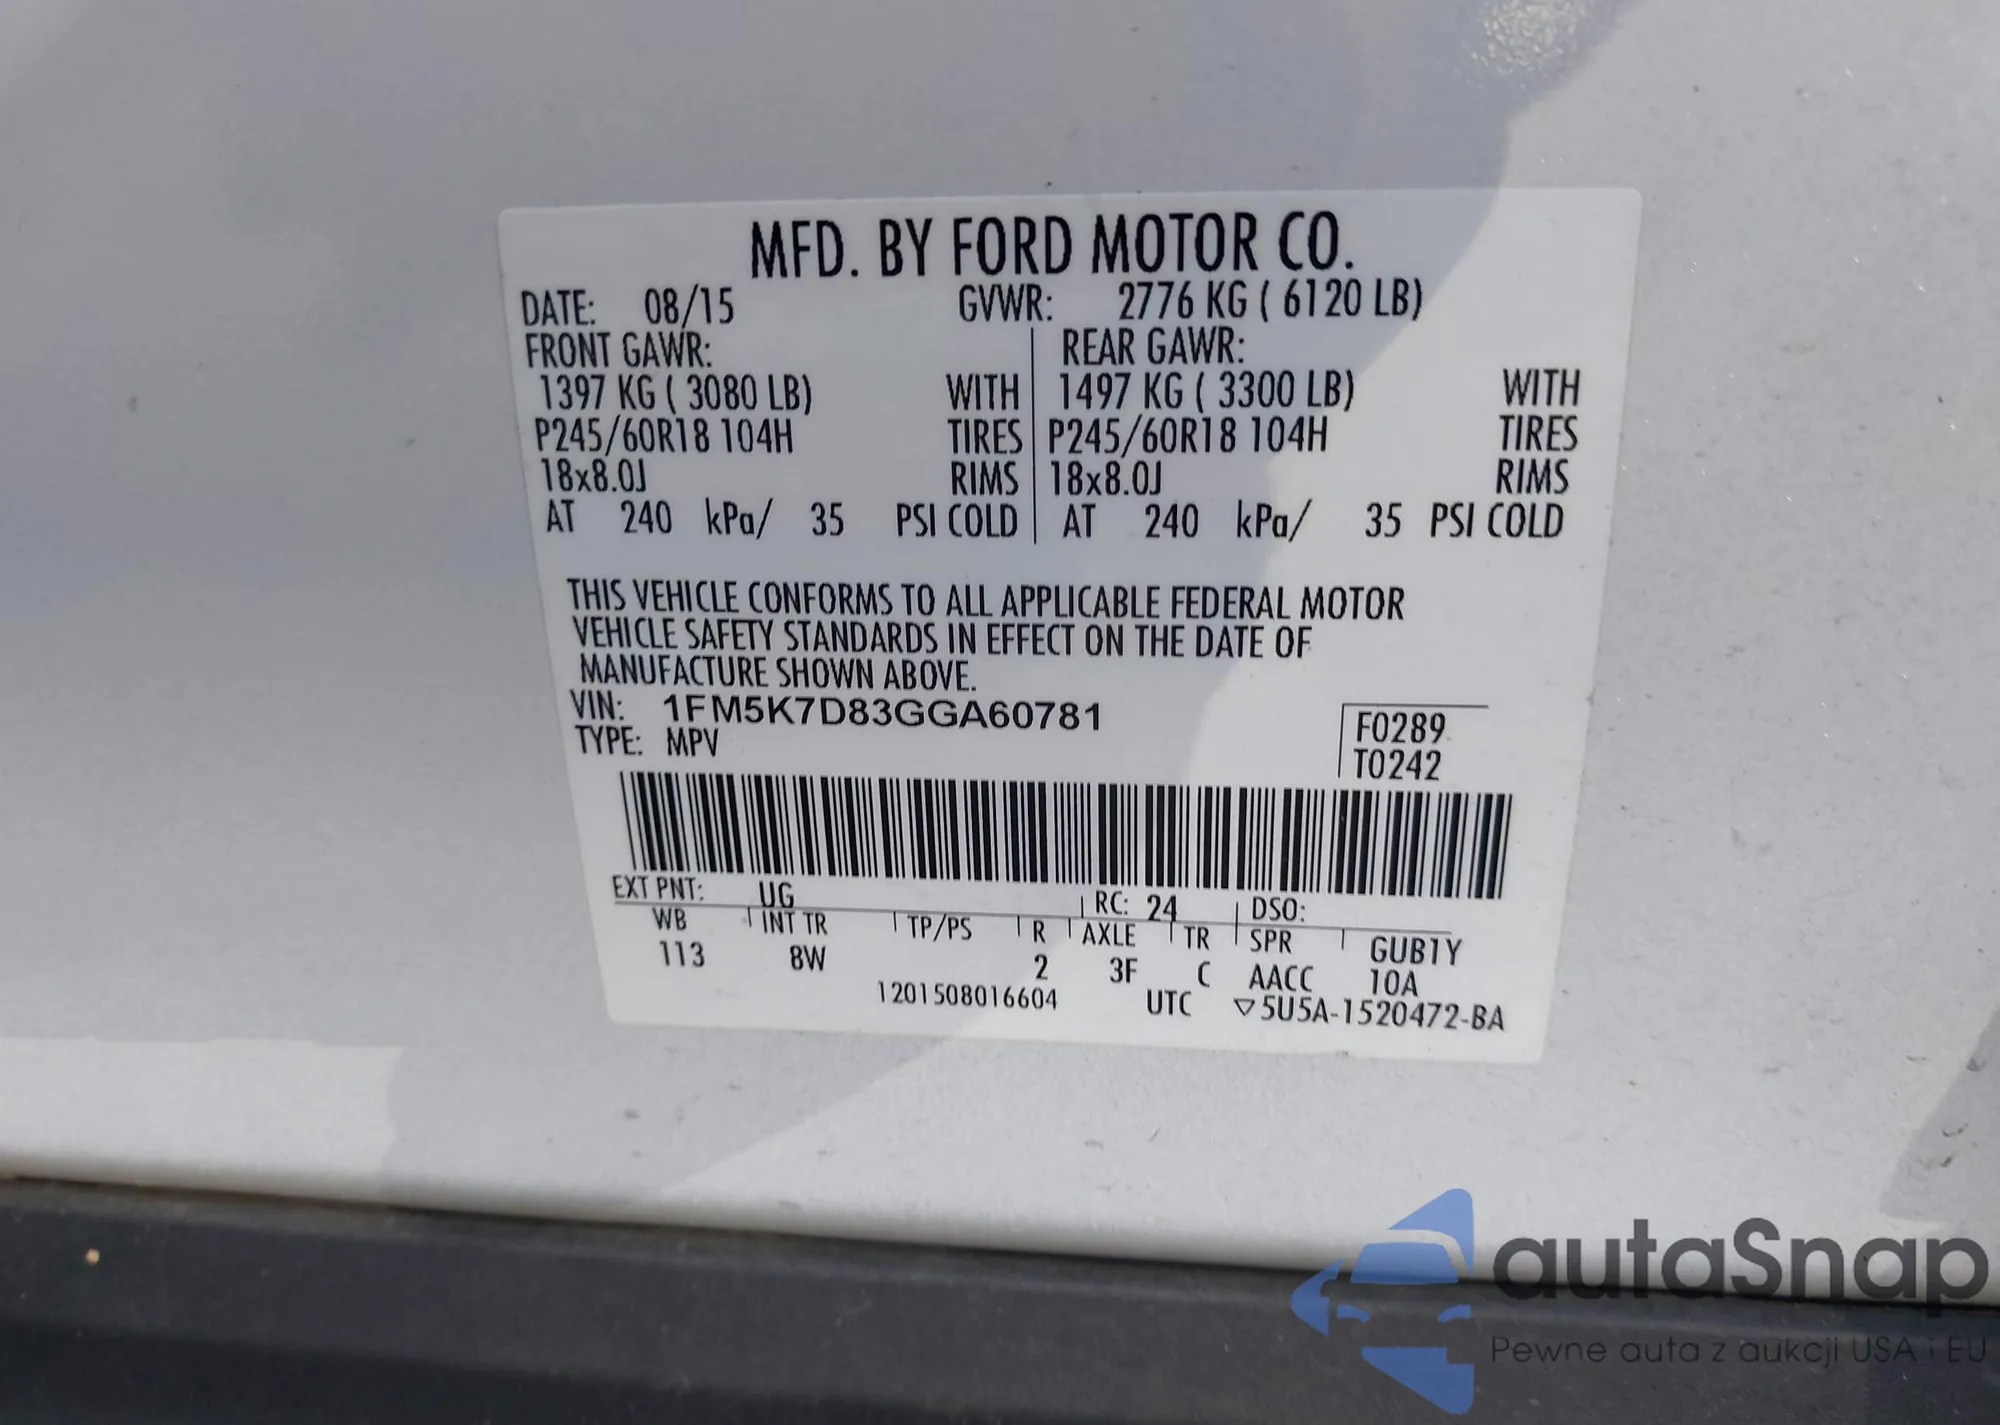 MFD. BY FORD MOTOR CO.
DATE: 08/15 GVWR: 2776 KG ( 6120 LB)
FRONT GAWR: REAR GAWR:
1397 KG ( 3080 LB) WITH 1497 KG ( 3300 LB) WITH
P245/60R18 104H TIRES P245/60R18 104H TIRES
18x8.0J RIMS 18x8.0J RIMS
AT 240 kPa/ 35 PSI COLD AT 240 kPa/ 35 PSI COLD
THIS VEHICLE CONFORMS TO ALL APPLICABLE FEDERAL MOTOR
VEHICLE SAFETY STANDARDS IN EFFECT ON THE DATE OF
MANUFACTURE SHOWN ABOVE.
VIN: 1FM5K7D83GGA60781 F0289
TYPE: MPV T0242
EXT PNT: UG RC: 24 DSO:
WB INT TR TP/PS R AXLE TR SPR GUB1Y
113 8W 2 3F C AACC 10A
1201508016604 UTC ▽5U5A-1520472-BA
autaSnap
Pewne auta z aukcji USA i EU